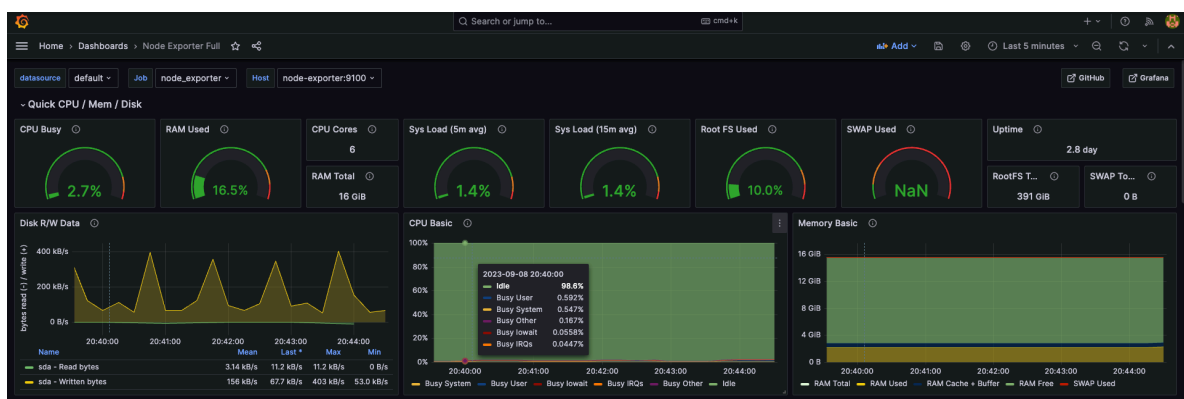 Search or jump to... cmd+k
Home › Dashboards › Node Exporter Full
Add
Last 5 minutes
datasource default Job node_exporter Host node-exporter:9100
GitHub Grafana
Quick CPU / Mem / Disk
CPU Busy
2.7%
RAM Used
16.5%
CPU Cores
6
RAM Total
16 GiB
Sys Load (5m avg)
1.4%
Sys Load (15m avg)
1.4%
Root FS Used
10.0%
SWAP Used
NaN
Uptime
2.8 day
RootFS T...
391 GiB
SWAP To...
0 B
Disk R/W Data
bytes read (-) / write (+)
400 kB/s
200 kB/s
0 B/s
20:40:00 20:41:00 20:42:00 20:43:00 20:44:00
Name Mean Last * Max Min
sda - Read bytes 3.14 kB/s 11.2 kB/s 11.2 kB/s 0 B/s
sda - Written bytes 156 kB/s 67.7 kB/s 403 kB/s 53.0 kB/s
CPU Basic
100%
80%
60%
40%
20%
0%
2023-09-08 20:40:00
Idle 98.6%
Busy User 0.592%
Busy System 0.547%
Busy Other 0.167%
Busy Iowait 0.0558%
Busy IRQs 0.0447%
20:40:00 20:41:00 20:42:00 20:43:00 20:44:00
Busy System Busy User Busy Iowait Busy IRQs Busy Other Idle
Memory Basic
16 GiB
12 GiB
8 GiB
4 GiB
0 B
20:40:00 20:41:00 20:42:00 20:43:00 20:44:00
RAM Total RAM Used RAM Cache + Buffer RAM Free SWAP Used